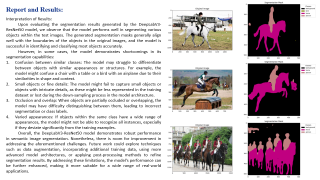 Report and Results:
Interpretation of Results:
Upon evaluating the segmentation results generated by the DeepLabV3-
ResNet50 model, we observe that the model performs well in segmenting various
objects within the test images. The generated segmentation masks generally align
well with the boundaries of the objects in the original images, and the model is
successful in identifying and classifying most objects accurately.
However, in some cases, the model demonstrates shortcomings in its
segmentation capabilities:
1. Confusion between similar classes: The model may struggle to differentiate
between objects with similar appearances or structures. For example, the
model might confuse a chair with a table or a bird with an airplane due to their
similarities in shape and context.
2. Small objects or fine details: The model might fail to capture small objects or
objects with intricate details, as these might be less represented in the training
dataset or lost during the down-sampling process in the model architecture.
3. Occlusion and overlap: When objects are partially occluded or overlapping, the
model may have difficulty distinguishing between them, leading to incorrect
segmentation or class labels.
4. Varied appearances: If objects within the same class have a wide range of
appearances, the model might not be able to recognize all instances, especially
if they deviate significantly from the training examples.
Overall, the DeepLabV3-ResNet50 model demonstrates robust performance
in semantic image segmentation. Nonetheless, there is room for improvement in
addressing the aforementioned challenges. Future work could explore techniques
such as data augmentation, incorporating additional training data, using more
advanced model architectures, or applying post-processing methods to refine
segmentation results. By addressing these limitations, the model's performance can
be further enhanced, making it more suitable for a wide range of real-world
applications.